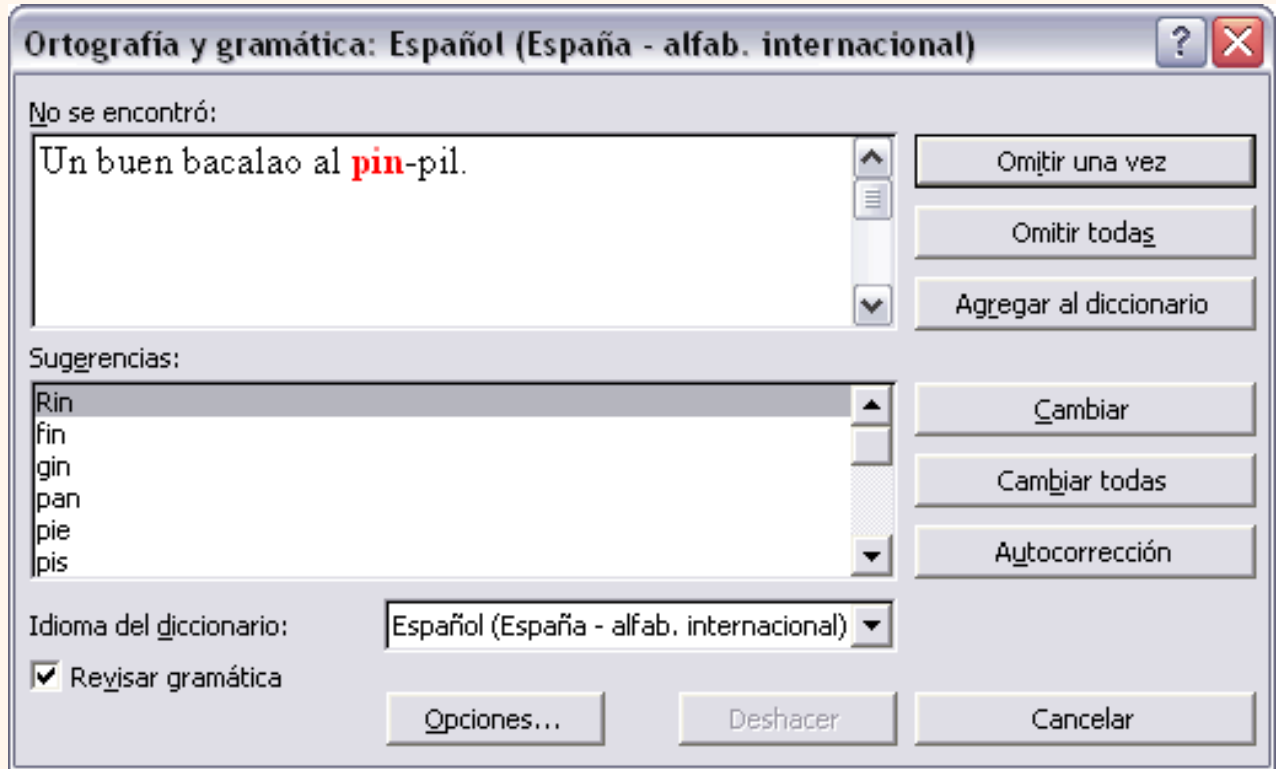 Ortografía y gramática: Español (España - alfab. internacional)
No se encontró:
Un buen bacalao al pin-pil.
Omitir una vez
Omitir todas
Agregar al diccionario
Sugerencias:
Rin
fin
gin
pan
pie
pis
Cambiar
Cambiar todas
Autocorrección
Idioma del diccionario:
Español (España - alfab. internacional)
Revisar gramática
Opciones...
Deshacer
Cancelar